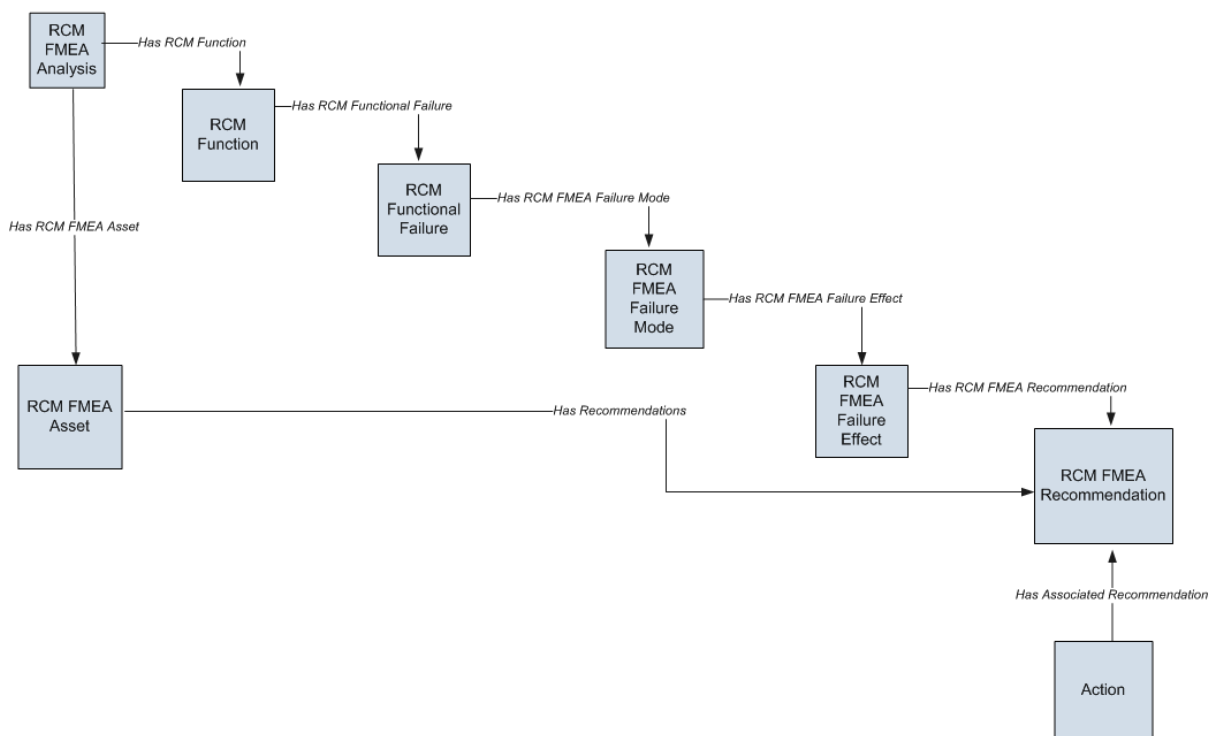 RCM
FMEA
Analysis
Has RCM Function
RCM
Function
Has RCM Functional Failure
RCM
Functional
Failure
Has RCM FMEA Failure Mode
Has RCM FMEA Asset
RCM
FMEA
Failure
Mode
Has RCM FMEA Failure Effect
RCM FMEA
Asset
RCM
FMEA
Failure
Effect
Has RCM FMEA Recommendation
Has Recommendations
RCM FMEA
Recommendation
Has Associated Recommendation
Action